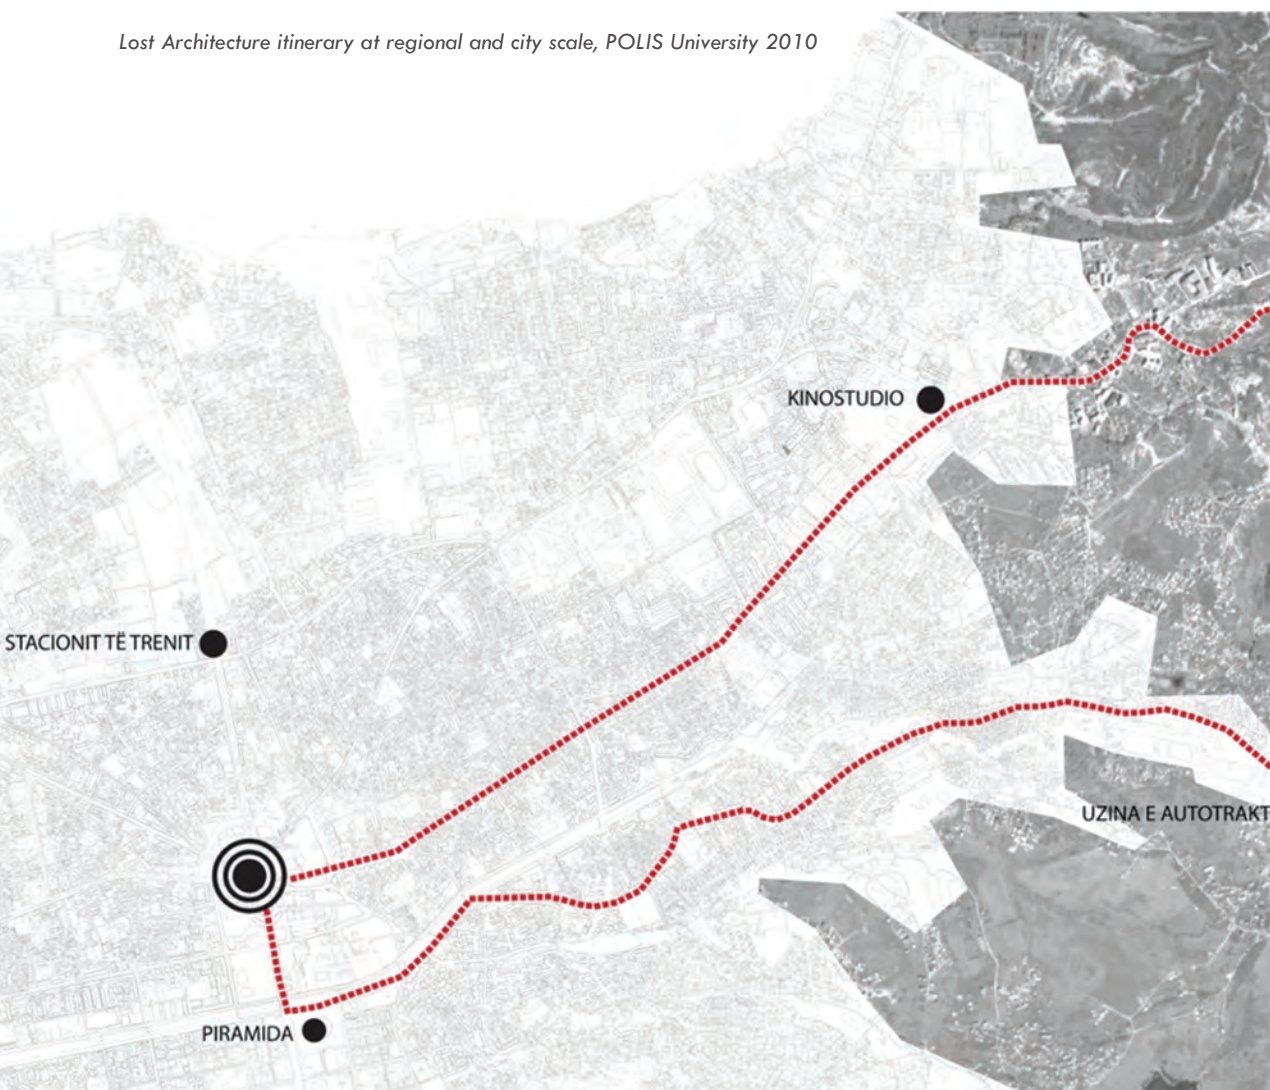 Lost Architecture itinerary at regional and city scale, POLIS University 2010
KINOSTUDIO
STACIONIT TË TRENIT
UZINA E AUTOTRAKT
PIRAMIDA